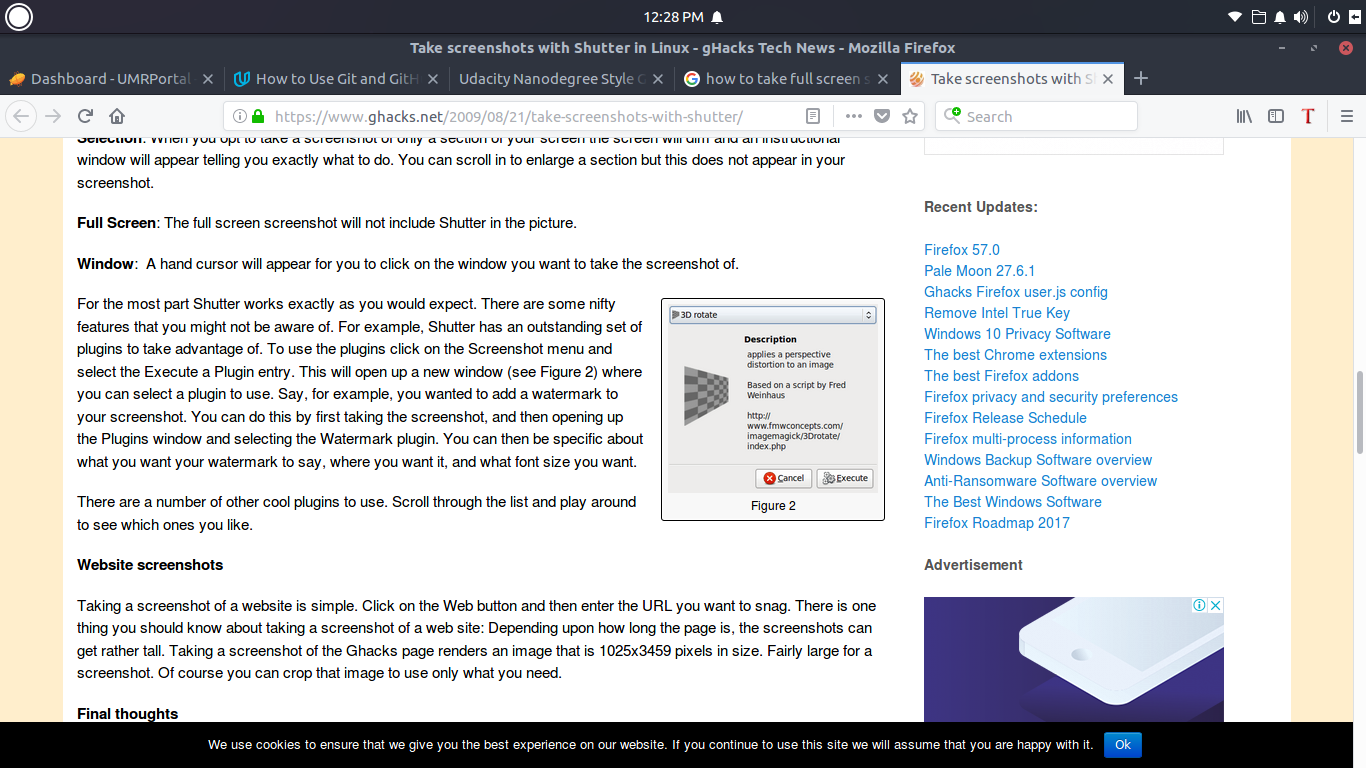 12:28 PM
Take screenshots with Shutter in Linux - gHacks Tech News - Mozilla Firefox
Dashboard - UMRPortal
How to Use Git and GitH
Udacity Nanodegree Style G
how to take full screen s
Take screenshots with S
https://www.ghacks.net/2009/08/21/take-screenshots-with-shutter/
Search
Selection: When you opt to take a screenshot of only a section of your screen the screen will dim and an instructional
window will appear telling you exactly what to do. You can scroll in to enlarge a section but this does not appear in your
screenshot.
Full Screen: The full screen screenshot will not include Shutter in the picture.
Window:  A hand cursor will appear for you to click on the window you want to take the screenshot of.
For the most part Shutter works exactly as you would expect. There are some nifty
features that you might not be aware of. For example, Shutter has an outstanding set of
plugins to take advantage of. To use the plugins click on the Screenshot menu and
select the Execute a Plugin entry. This will open up a new window (see Figure 2) where
you can select a plugin to use. Say, for example, you wanted to add a watermark to
your screenshot. You can do this by first taking the screenshot, and then opening up
the Plugins window and selecting the Watermark plugin. You can then be specific about
what you want your watermark to say, where you want it, and what font size you want.
3D rotate
Description
applies a perspective
distortion to an image
Based on a script by Fred
Weinhaus
http://
www.fmwconcepts.com/
imagemagick/3Drotate/
index.php
Cancel
Execute
Figure 2
There are a number of other cool plugins to use. Scroll through the list and play around
to see which ones you like.
Website screenshots
Taking a screenshot of a website is simple. Click on the Web button and then enter the URL you want to snag. There is one
thing you should know about taking a screenshot of a web site: Depending upon how long the page is, the screenshots can
get rather tall. Taking a screenshot of the Ghacks page renders an image that is 1025x3459 pixels in size. Fairly large for a
screenshot. Of course you can crop that image to use only what you need.
Final thoughts
Recent Updates:
Firefox 57.0
Pale Moon 27.6.1
Ghacks Firefox user.js config
Remove Intel True Key
Windows 10 Privacy Software
The best Chrome extensions
The best Firefox addons
Firefox privacy and security preferences
Firefox Release Schedule
Firefox multi-process information
Windows Backup Software overview
Anti-Ransomware Software overview
The Best Windows Software
Firefox Roadmap 2017
Advertisement
We use cookies to ensure that we give you the best experience on our website. If you continue to use this site we will assume that you are happy with it.
Ok